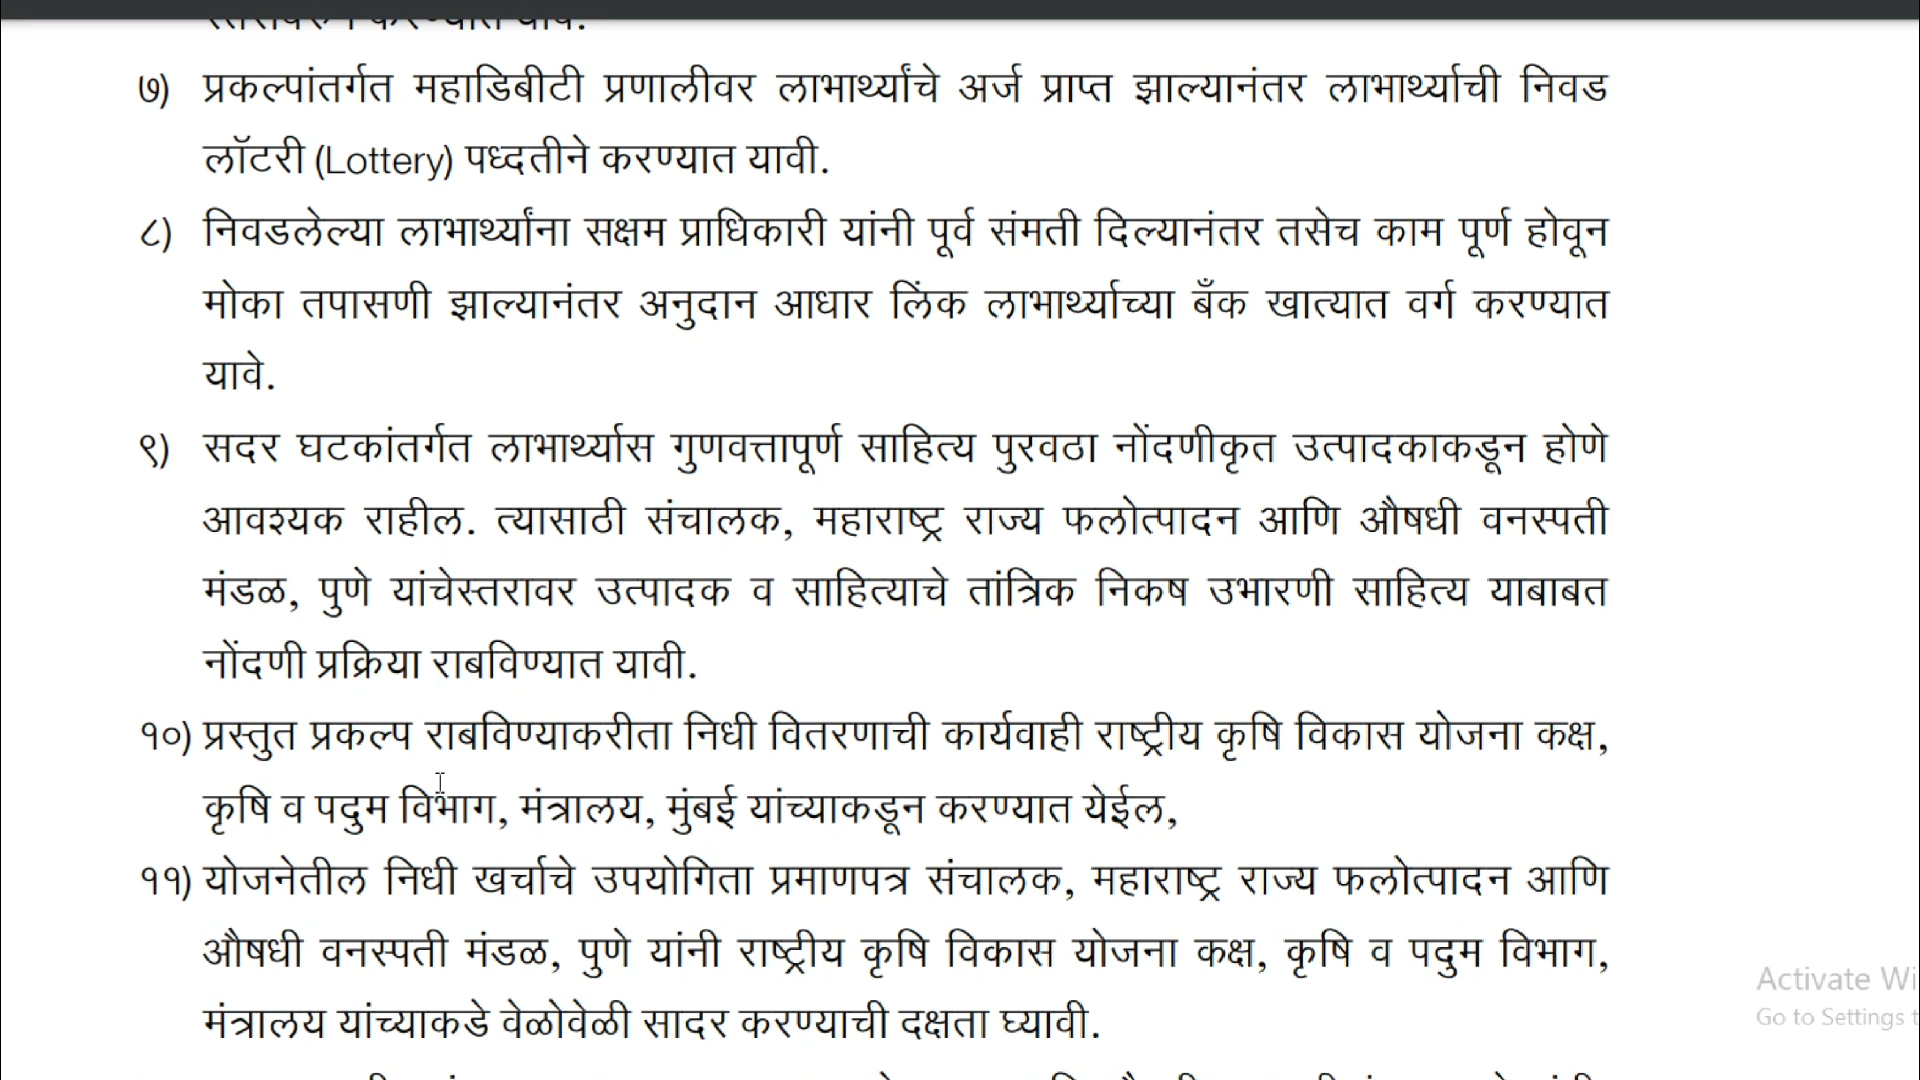 ७) प्रकल्पांतर्गत महाडिबीटी प्रणालीवर लाभार्थ्यांचे अर्ज प्राप्त झाल्यानंतर लाभार्थ्याची निवड
लॉटरी (Lottery) पध्दतीने करण्यात यावी.
८) निवडलेल्या लाभार्थ्यांना सक्षम प्राधिकारी यांनी पूर्व संमती दिल्यानंतर तसेच काम पूर्ण होवून
मोका तपासणी झाल्यानंतर अनुदान आधार लिंक लाभार्थ्याच्या बँक खात्यात वर्ग करण्यात
यावे.
९) सदर घटकांतर्गत लाभार्थ्यास गुणवत्तापूर्ण साहित्य पुरवठा नोंदणीकृत उत्पादकाकडून होणे
आवश्यक राहील. त्यासाठी संचालक, महाराष्ट्र राज्य फलोत्पादन आणि औषधी वनस्पती
मंडळ, पुणे यांचेस्तरावर उत्पादक व साहित्याचे तांत्रिक निकष उभारणी साहित्य याबाबत
नोंदणी प्रक्रिया राबविण्यात यावी.
१०) प्रस्तुत प्रकल्प राबविण्याकरीता निधी वितरणाची कार्यवाही राष्ट्रीय कृषि विकास योजना कक्ष,
कृषि व पदुम विभाग, मंत्रालय, मुंबई यांच्याकडून करण्यात येईल,
११) योजनेतील निधी खर्चाचे उपयोगिता प्रमाणपत्र संचालक, महाराष्ट्र राज्य फलोत्पादन आणि
औषधी वनस्पती मंडळ, पुणे यांनी राष्ट्रीय कृषि विकास योजना कक्ष, कृषि व पदुम विभाग,
मंत्रालय यांच्याकडे वेळोवेळी सादर करण्याची दक्षता घ्यावी.
Activate Wi
Go to Settings t